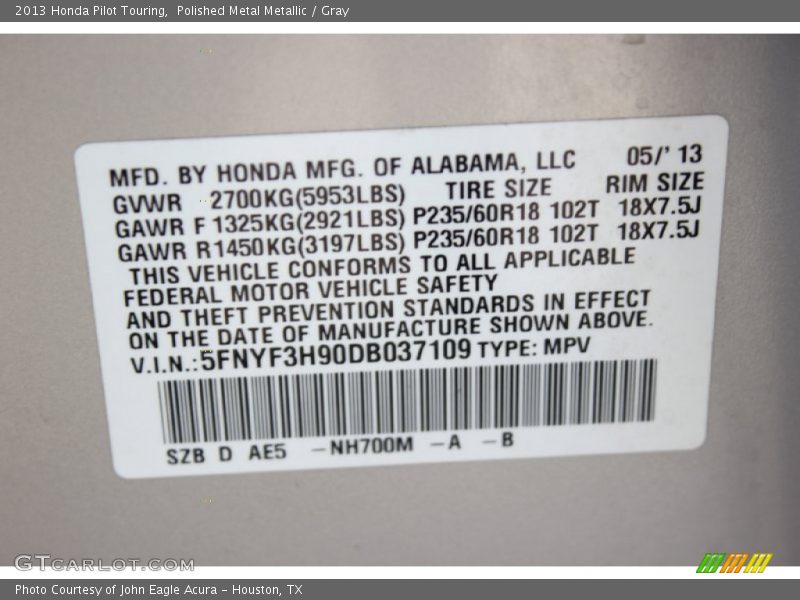 2013 Honda Pilot Touring,  Polished Metal Metallic / Gray
MFD. BY HONDA MFG. OF ALABAMA, LLC 05/' 13
GVWR 2700KG(5953LBS) TIRE SIZE RIM SIZE
GAWR F 1325KG(2921LBS) P235/60R18 102T 18X7.5J
GAWR R1450KG(3197LBS) P235/60R18 102T 18X7.5J
THIS VEHICLE CONFORMS TO ALL APPLICABLE
FEDERAL MOTOR VEHICLE SAFETY
AND THEFT PREVENTION STANDARDS IN EFFECT
ON THE DATE OF MANUFACTURE SHOWN ABOVE.
V.I.N.:5FNYF3H90DB037109 TYPE: MPV
SZB D AE5 –NH700M –A –B
GTCARLOT.COM
Photo Courtesy of John Eagle Acura – Houston, TX